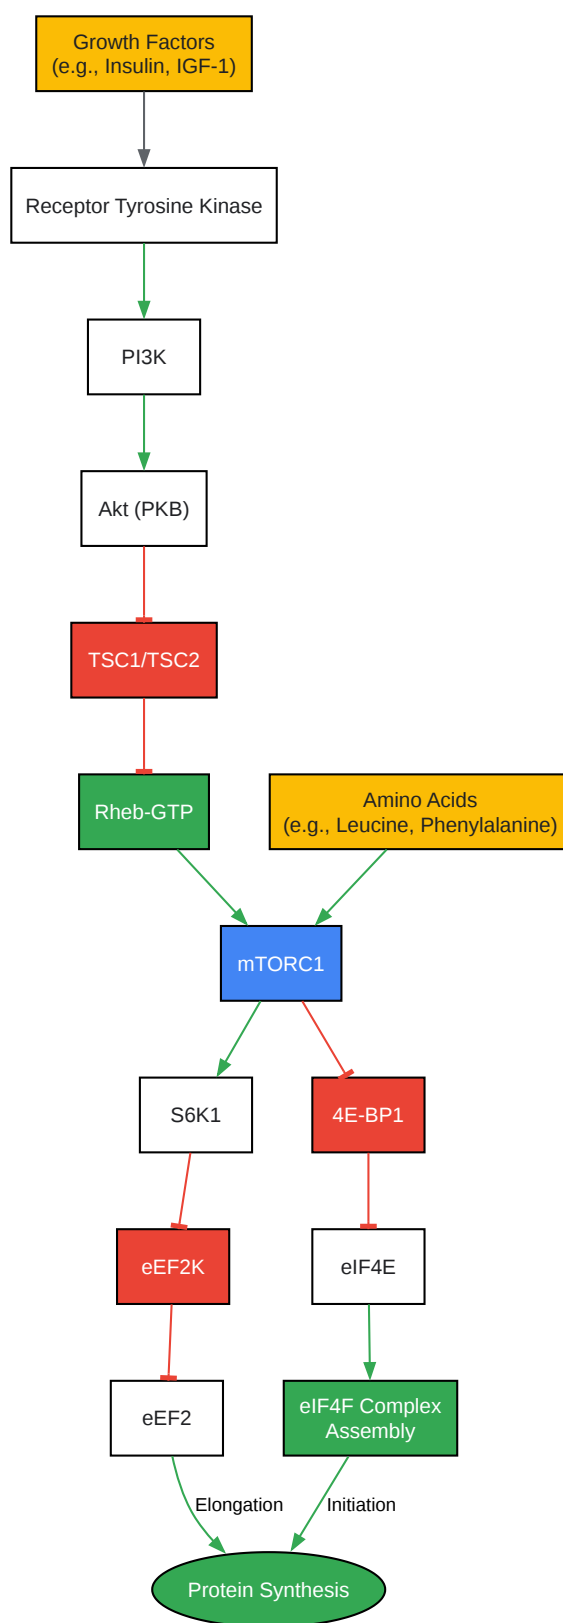 Growth Factors
(e.g., Insulin, IGF-1)
Receptor Tyrosine Kinase
PI3K
Akt (PKB)
TSC1/TSC2
Rheb-GTP
Amino Acids
(e.g., Leucine, Phenylalanine)
mTORC1
S6K1
4E-BP1
eEF2K
eIF4E
eEF2
eIF4F Complex
Assembly
Elongation
Initiation
Protein Synthesis